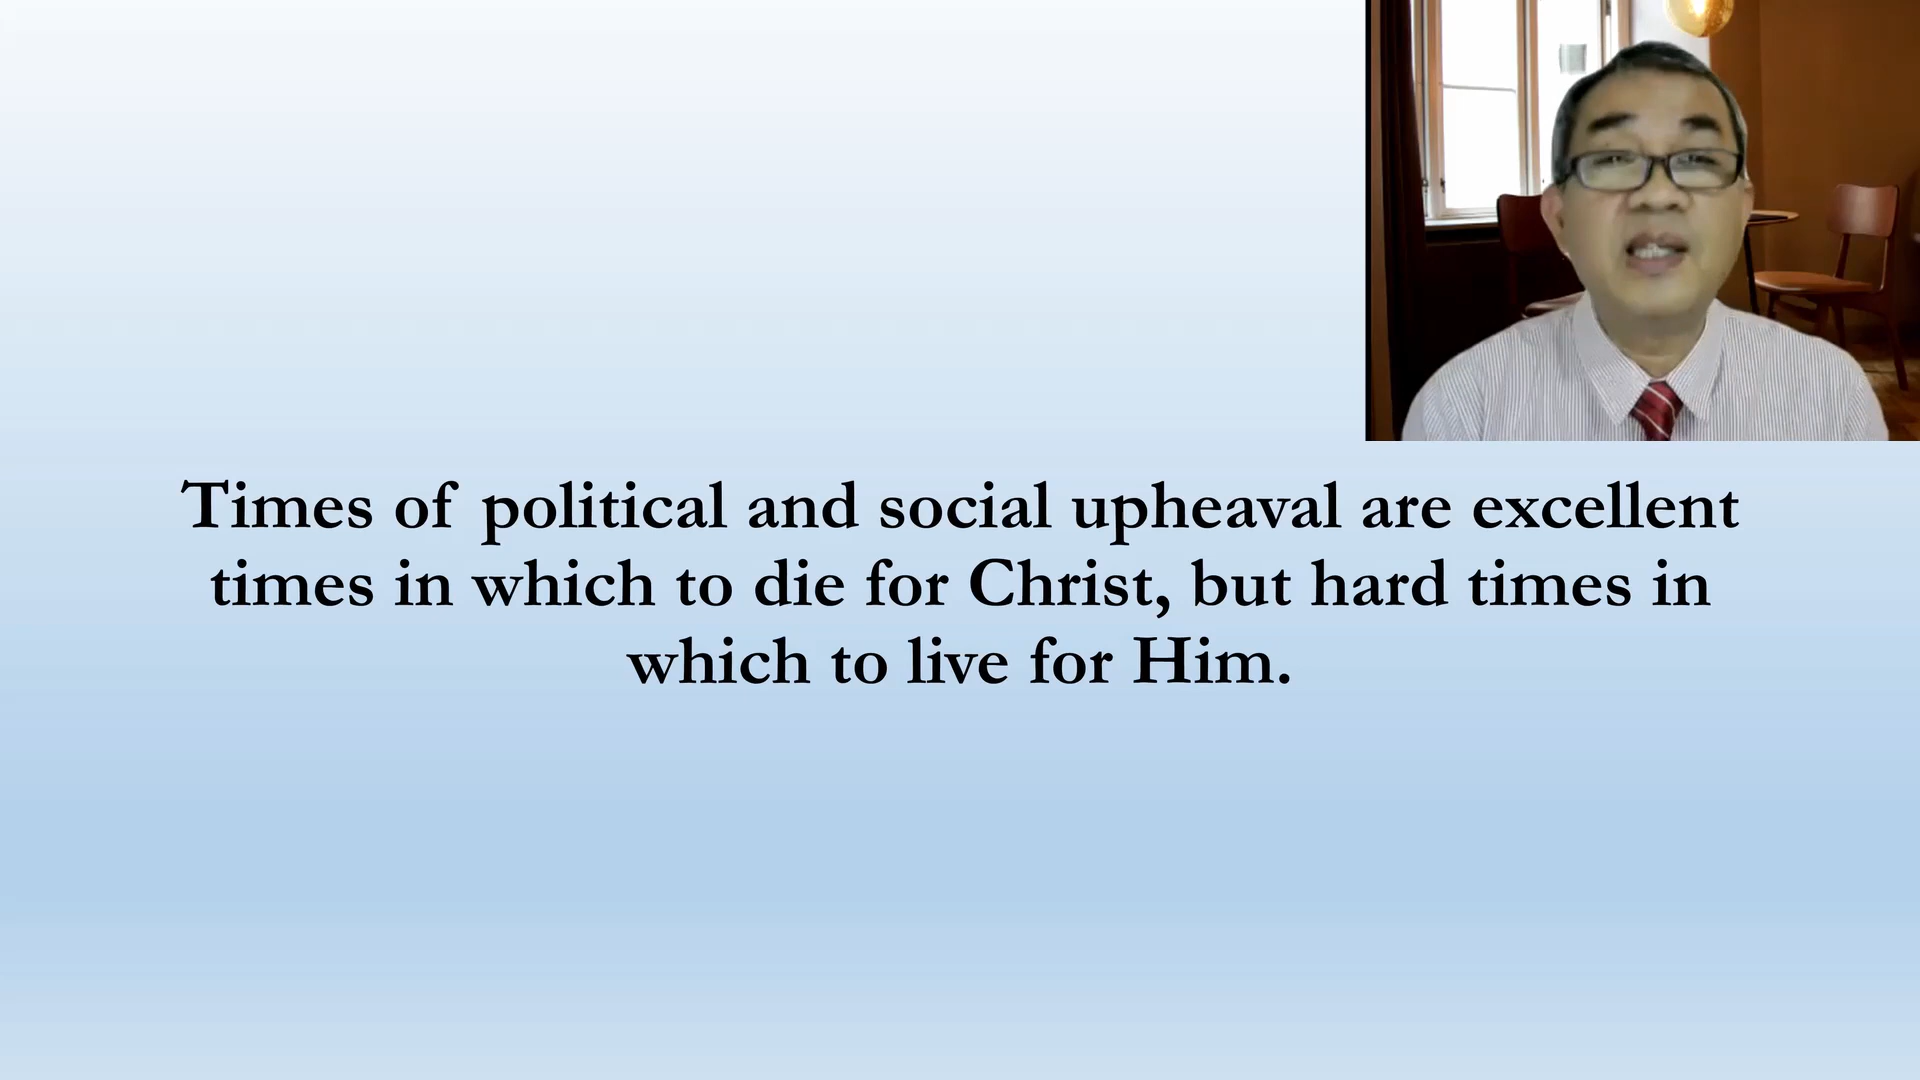 Times of political and social upheaval are excellent
times in which to die for Christ, but hard times in
which to live for Him.